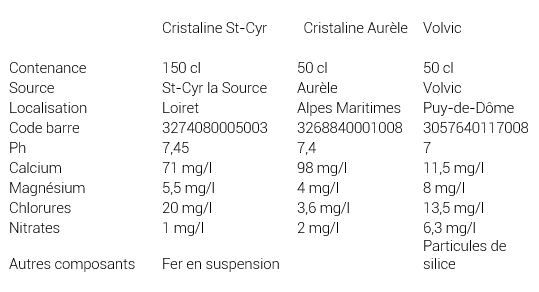 Cristaline St-Cyr Cristaline Aurèle Volvic
Contenance 150 cl 50 cl 50 cl
Source St-Cyr la Source Aurèle Volvic
Localisation Loiret Alpes Maritimes Puy-de-Dôme
Code barre 3274080005003 3268840001008 3057640117008
Ph 7,45 7,4 7
Calcium 71 mg/l 98 mg/l 11,5 mg/l
Magnésium 5,5 mg/l 4 mg/l 8 mg/l
Chlorures 20 mg/l 3,6 mg/l 13,5 mg/l
Nitrates 1 mg/l 2 mg/l 6,3 mg/l
Particules de
Autres composants Fer en suspension silice